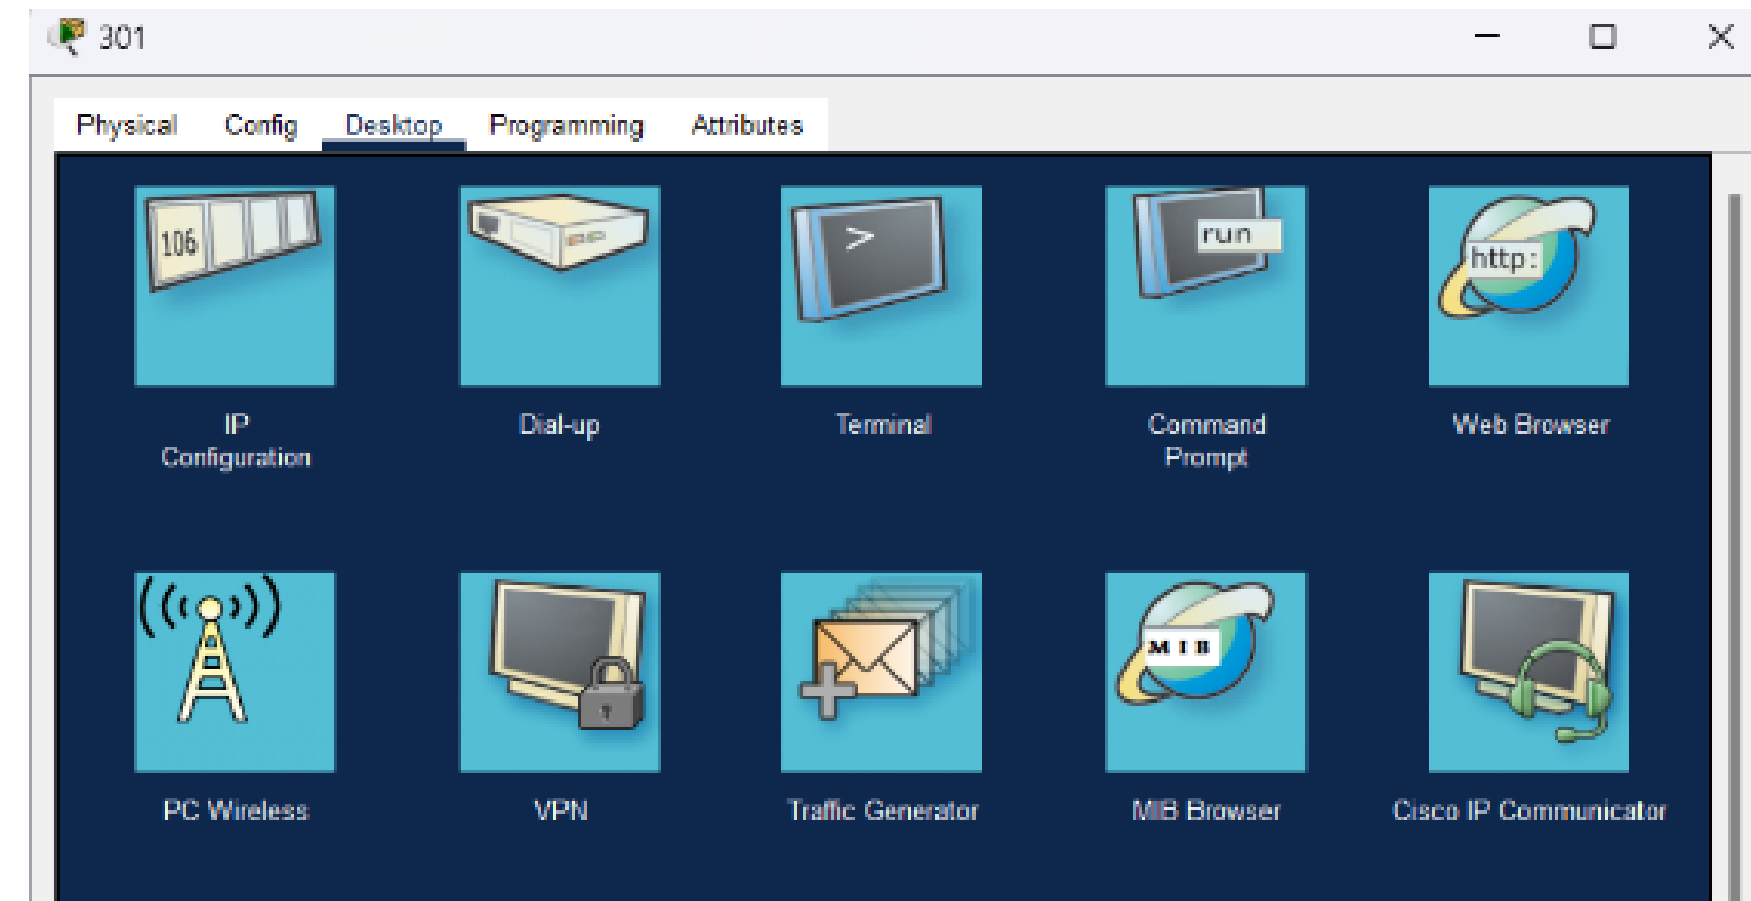 301
Physical Config Desktop Programming Attributes
106
>
run
http:
IP
Configuration
Dial-up
Terminal
Command
Prompt
Web Browser
MIB
PC Wireless
VPN
Traffic Generator
MIB Browser
Cisco IP Communicator